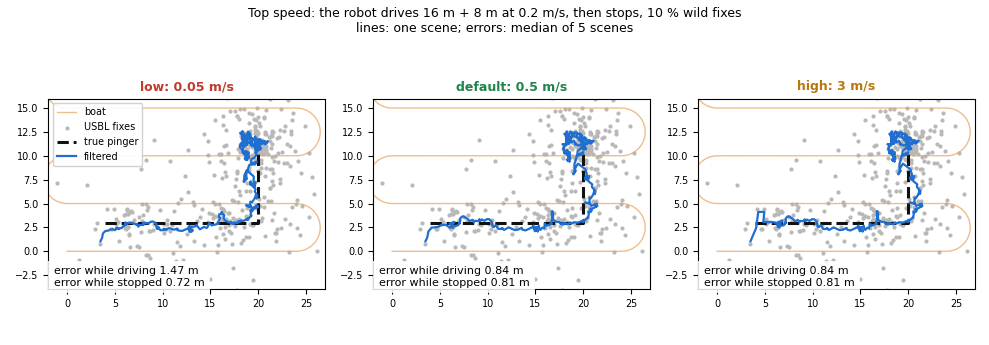 Top speed: the robot drives 16 m + 8 m at 0.2 m/s, then stops, 10 % wild fixes
lines: one scene; errors: median of 5 scenes
low: 0.05 m/s
default: 0.5 m/s
high: 3 m/s
boat
USBL fixes
true pinger
filtered
15.0
12.5
10.0
7.5
5.0
2.5
0.0
−2.5
error while driving 1.47 m
error while stopped 0.72 m
0
5
10
15
20
25
15.0
12.5
10.0
7.5
5.0
2.5
0.0
−2.5
error while driving 0.84 m
error while stopped 0.81 m
0
5
10
15
20
25
15.0
12.5
10.0
7.5
5.0
2.5
0.0
−2.5
error while driving 0.84 m
error while stopped 0.81 m
0
5
10
15
20
25